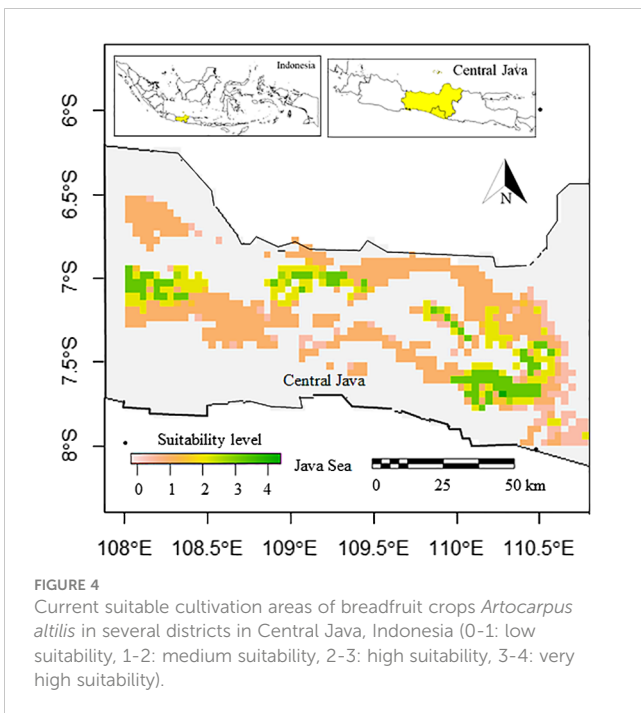 Indonesia
Central Java
6°S
6.5°S
7°S
7.5°S
8°S
N
Central Java
Suitability level
0 1 2 3 4
Java Sea
0 25 50 km
108°E 108.5°E 109°E 109.5°E 110°E 110.5°E
FIGURE 4
Current suitable cultivation areas of breadfruit crops Artocarpus
altilis in several districts in Central Java, Indonesia (0-1: low
suitability, 1-2: medium suitability, 2-3: high suitability, 3-4: very
high suitability).